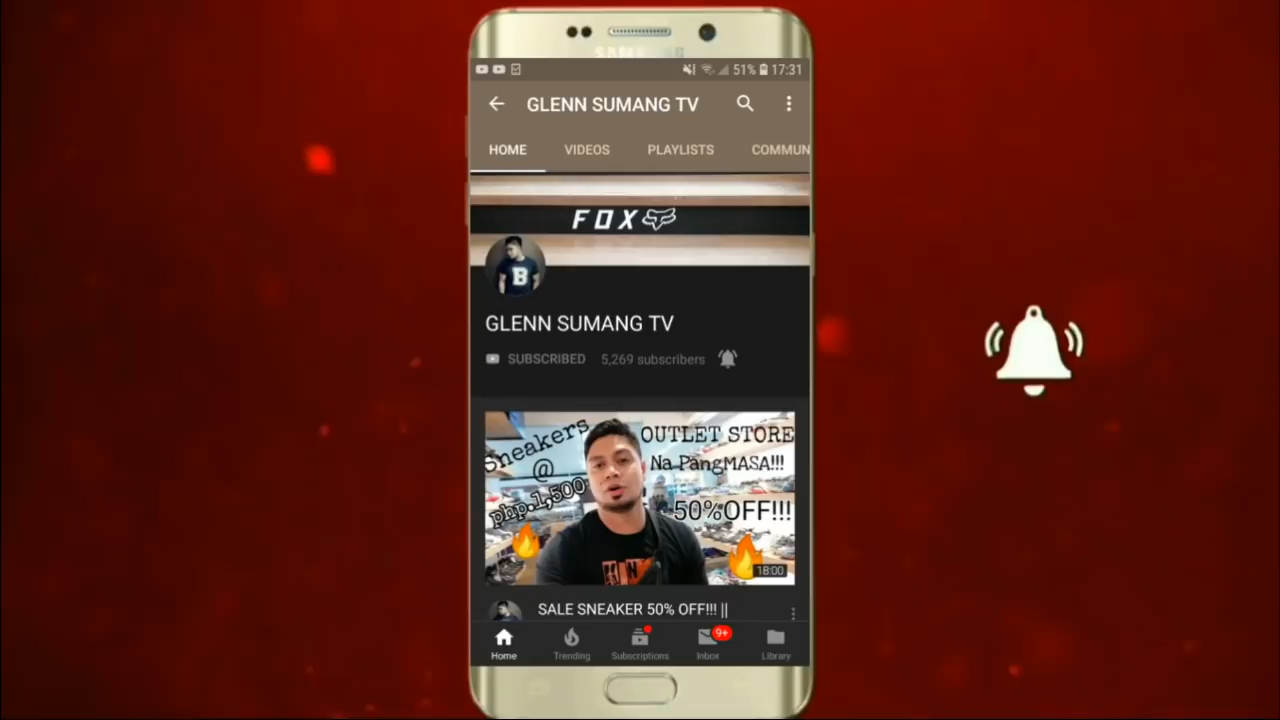 SAMSUNG
51% 17:31
GLENN SUMANG TV
HOME VIDEOS PLAYLISTS COMMUN
FOX
B
GLENN SUMANG TV
SUBSCRIBED 5,269 subscribers
Sneakers
@
php.1,500
OUTLET STORE
Na PangMASA!!!
50%OFF!!!
18:00
SALE SNEAKER 50% OFF!!! ||
9+
Home Trending Subscriptions Inbox Library